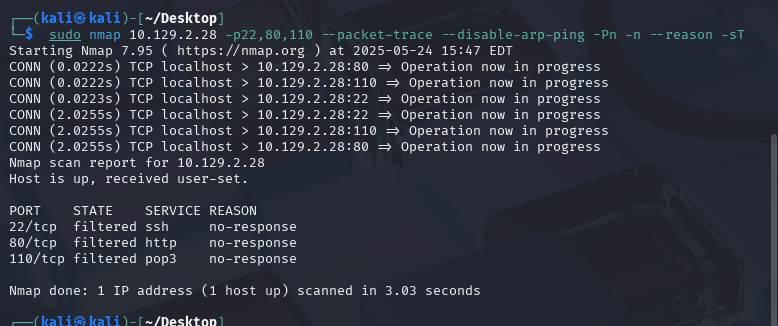 ┌──(kali㉿kali)-[~/Desktop]
└─$ sudo nmap 10.129.2.28 -p22,80,110 --packet-trace --disable-arp-ping -Pn -n --reason -sT
Starting Nmap 7.95 ( https://nmap.org ) at 2025-05-24 15:47 EDT
CONN (0.0222s) TCP localhost > 10.129.2.28:80 => Operation now in progress
CONN (0.0222s) TCP localhost > 10.129.2.28:110 => Operation now in progress
CONN (0.0223s) TCP localhost > 10.129.2.28:22 => Operation now in progress
CONN (2.0255s) TCP localhost > 10.129.2.28:22 => Operation now in progress
CONN (2.0255s) TCP localhost > 10.129.2.28:110 => Operation now in progress
CONN (2.0255s) TCP localhost > 10.129.2.28:80 => Operation now in progress
Nmap scan report for 10.129.2.28
Host is up, received user-set.

PORT    STATE    SERVICE REASON
22/tcp  filtered ssh     no-response
80/tcp  filtered http    no-response
110/tcp filtered pop3    no-response

Nmap done: 1 IP address (1 host up) scanned in 3.03 seconds

┌──(kali㉿kali)-[~/Desktop]